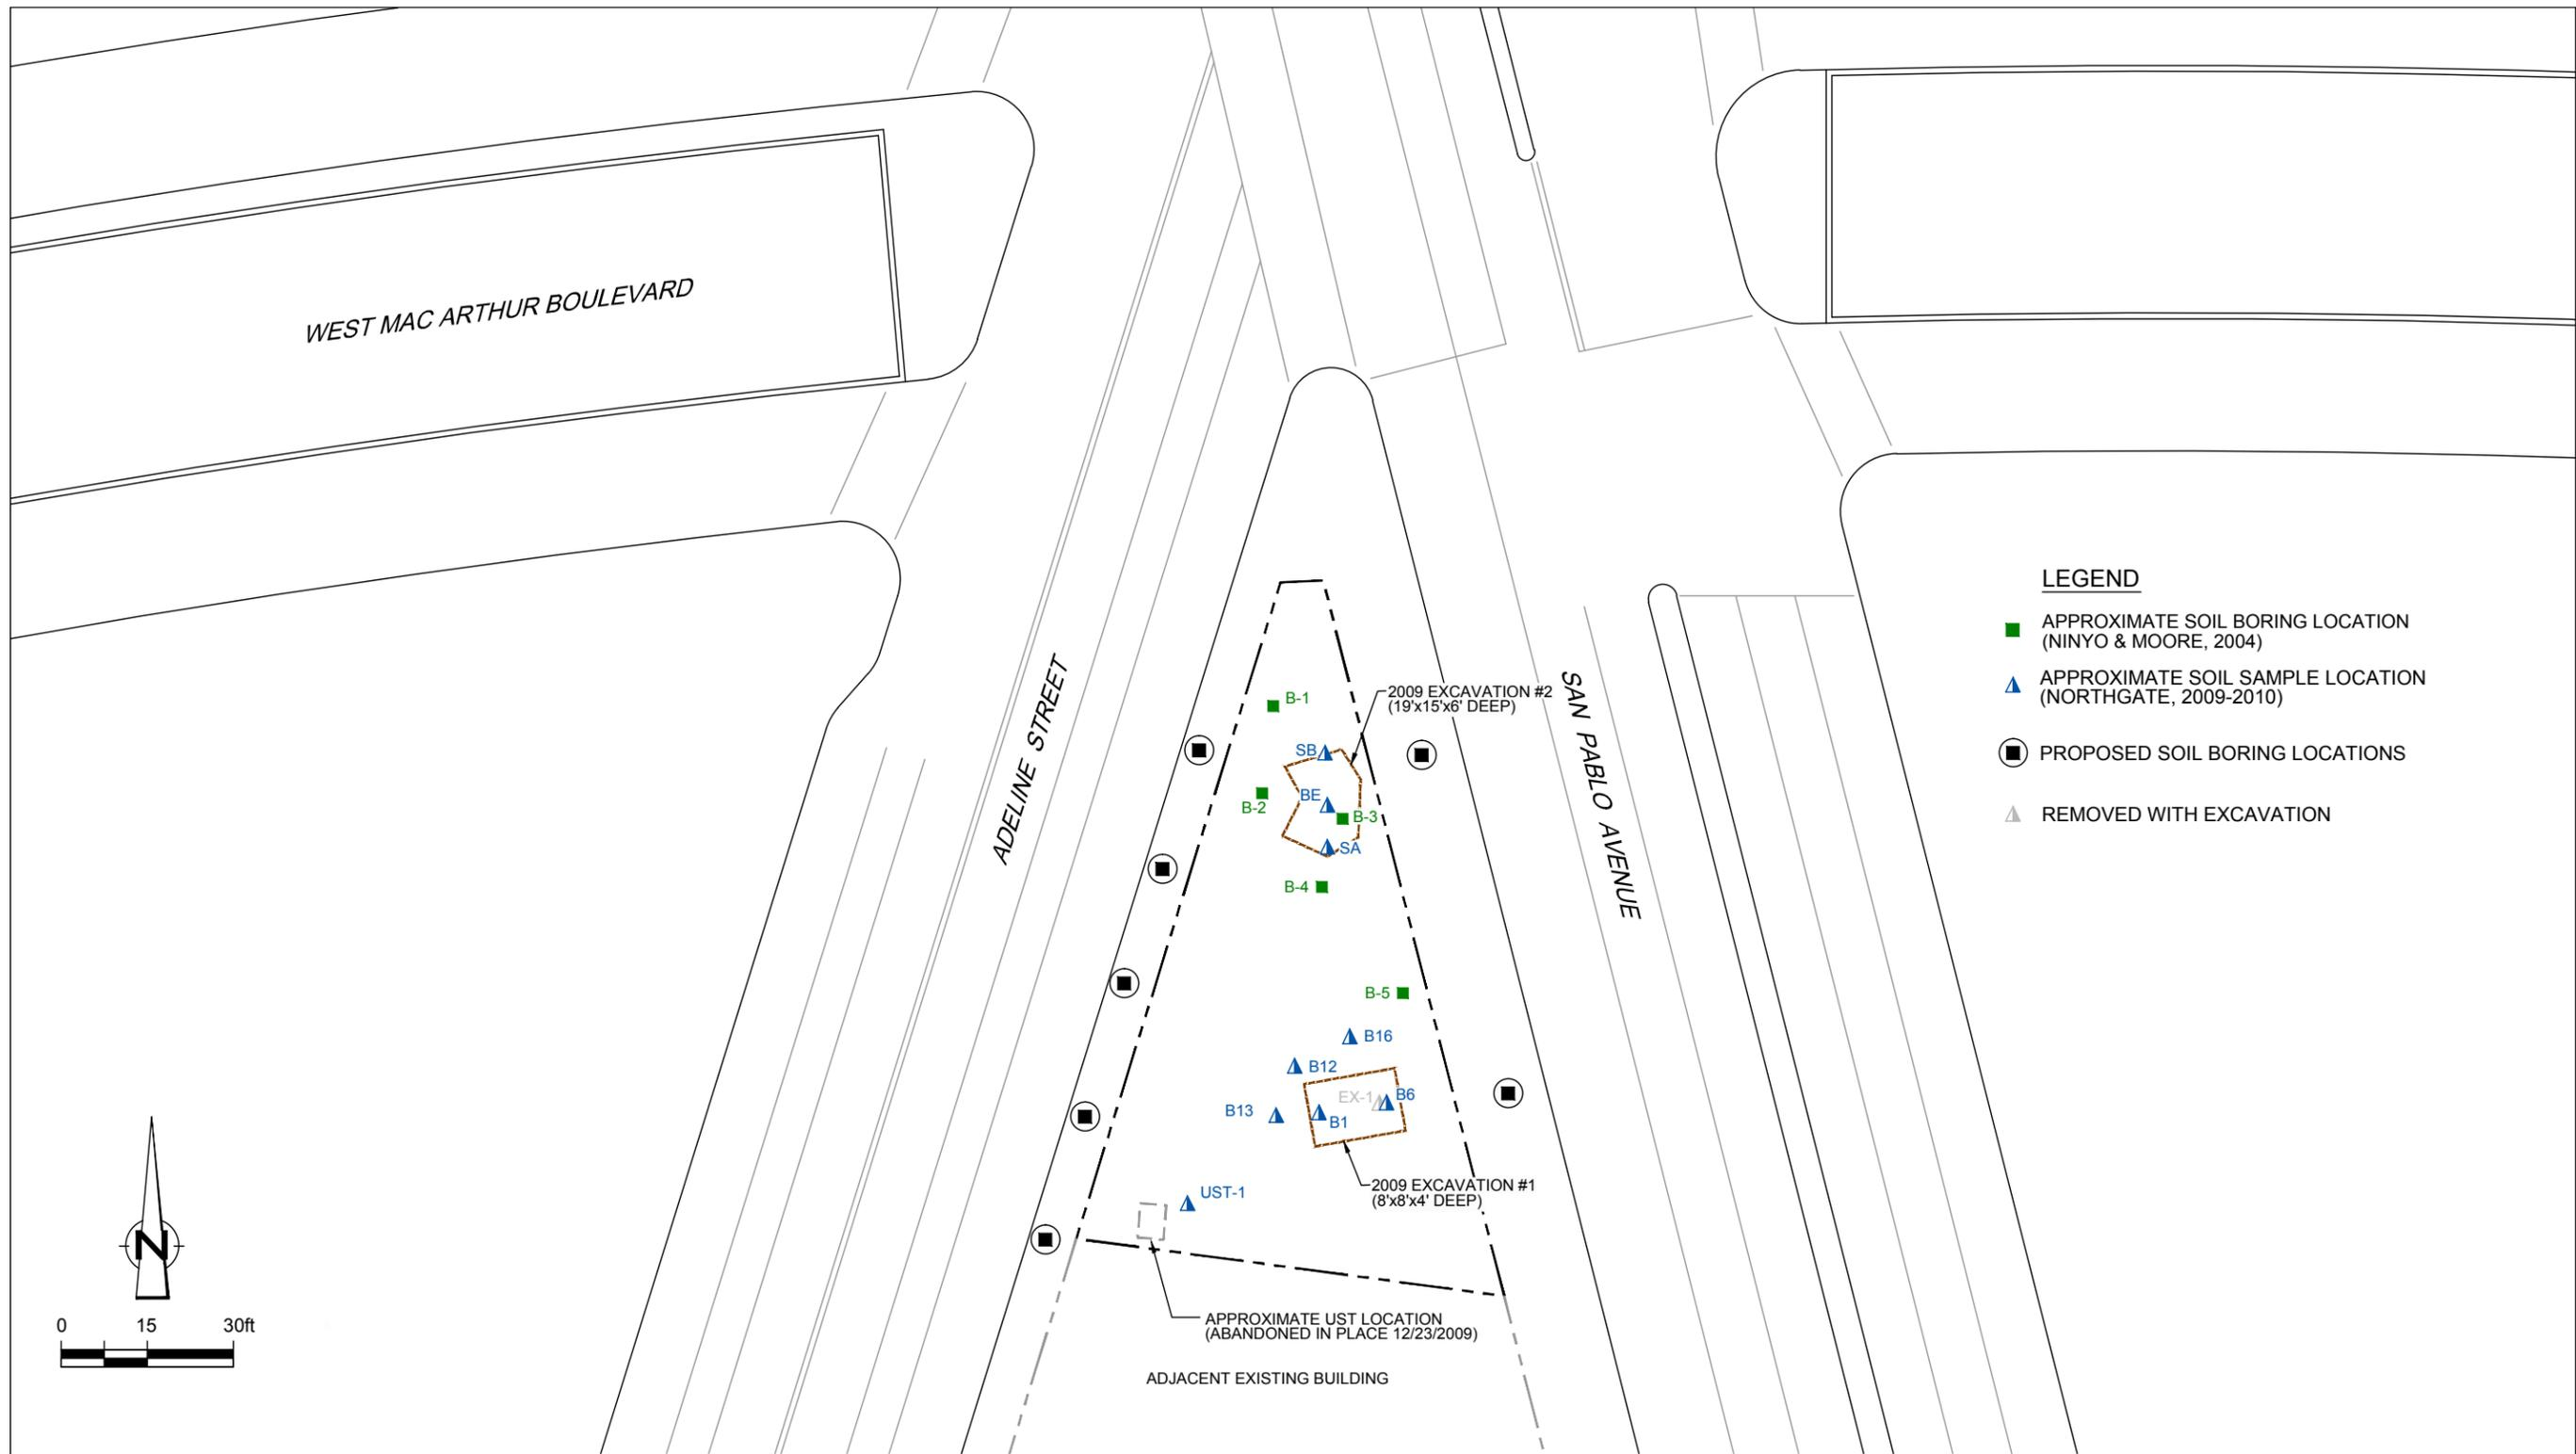 WEST MAC ARTHUR BOULEVARD
ADELINE STREET
SAN PABLO AVENUE
LEGEND
APPROXIMATE SOIL BORING LOCATION
(NINYO & MOORE, 2004)
APPROXIMATE SOIL SAMPLE LOCATION
(NORTHGATE, 2009-2010)
PROPOSED SOIL BORING LOCATIONS
REMOVED WITH EXCAVATION
B-1
2009 EXCAVATION #2
(19'x15'x6' DEEP)
SB
BE
B-2
B-3
SA
B-4
B-5
B16
B12
EX-1
B6
B13
B1
2009 EXCAVATION #1
(8'x8'x4' DEEP)
UST-1
APPROXIMATE UST LOCATION
(ABANDONED IN PLACE 12/23/2009)
ADJACENT EXISTING BUILDING
N
0 15 30ft